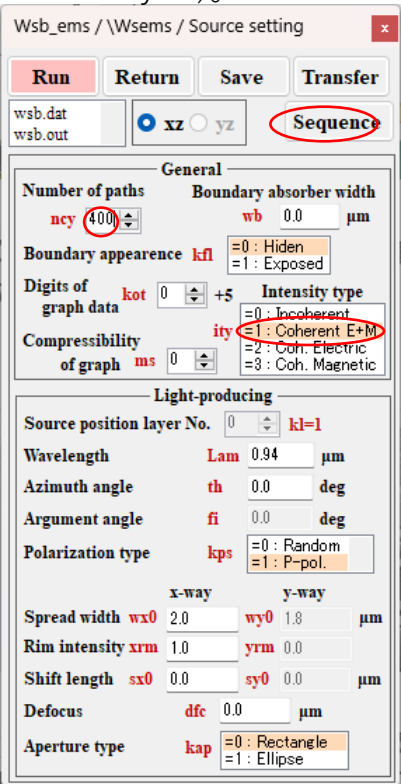 Wsb_ems / \Wsems / Source setting x
Run Return Save Transfer
wsb.dat
wsb.out
xz yz
Sequence
General
Number of paths
ncy 400
Boundary absorber width
wb 0.0 μm
Boundary appearence kfl
=0 : Hiden
=1 : Exposed
Digits of
graph data kot 0 +5
Intensity type
ity
=0 : Incoherent
=1 : Coherent E+M
=2 : Coh. Electric
=3 : Coh. Magnetic
Compressibility
of graph ms 0
Light-producing
Source position layer No. 0 kl=1
Wavelength Lam 0.94 μm
Azimuth angle th 0.0 deg
Argument angle fi 0.0 deg
Polarization type kps
=0 : Random
=1 : P-pol.
x-way y-way
Spread width wx0 2.0 wy0 1.8 μm
Rim intensity xrm 1.0 yrm 0.0
Shift length sx0 0.0 sy0 0.0 μm
Defocus dfc 0.0 μm
Aperture type kap
=0 : Rectangle
=1 : Ellipse